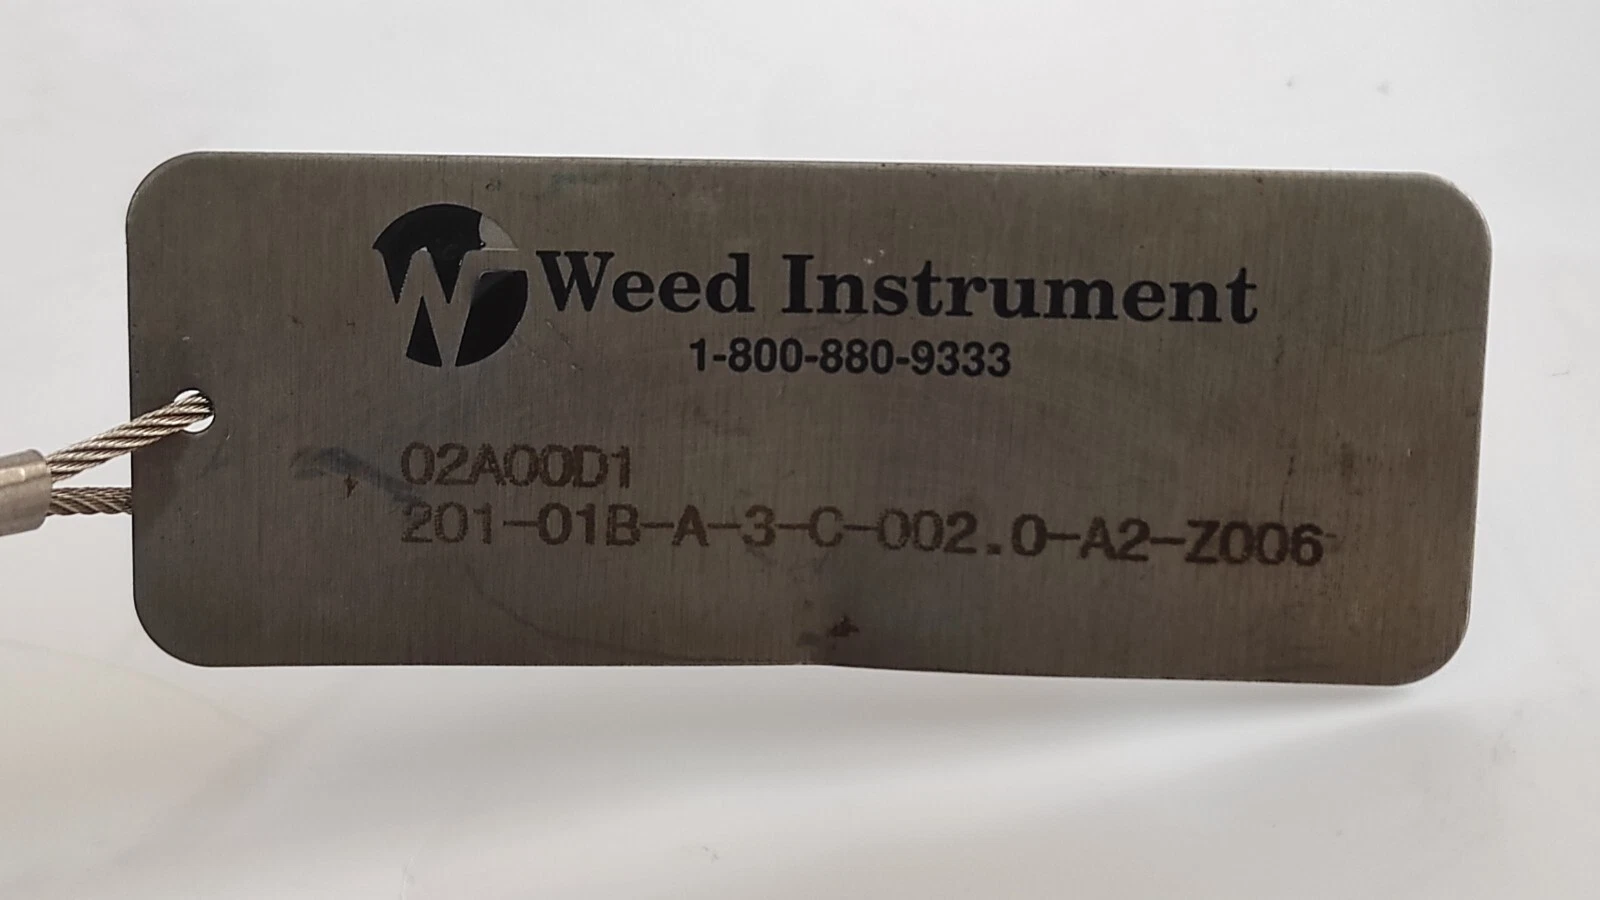 Weed Instrument
1-800-880-9333
02A00D1
201-01B-A-3-C-002.0-A2-Z006